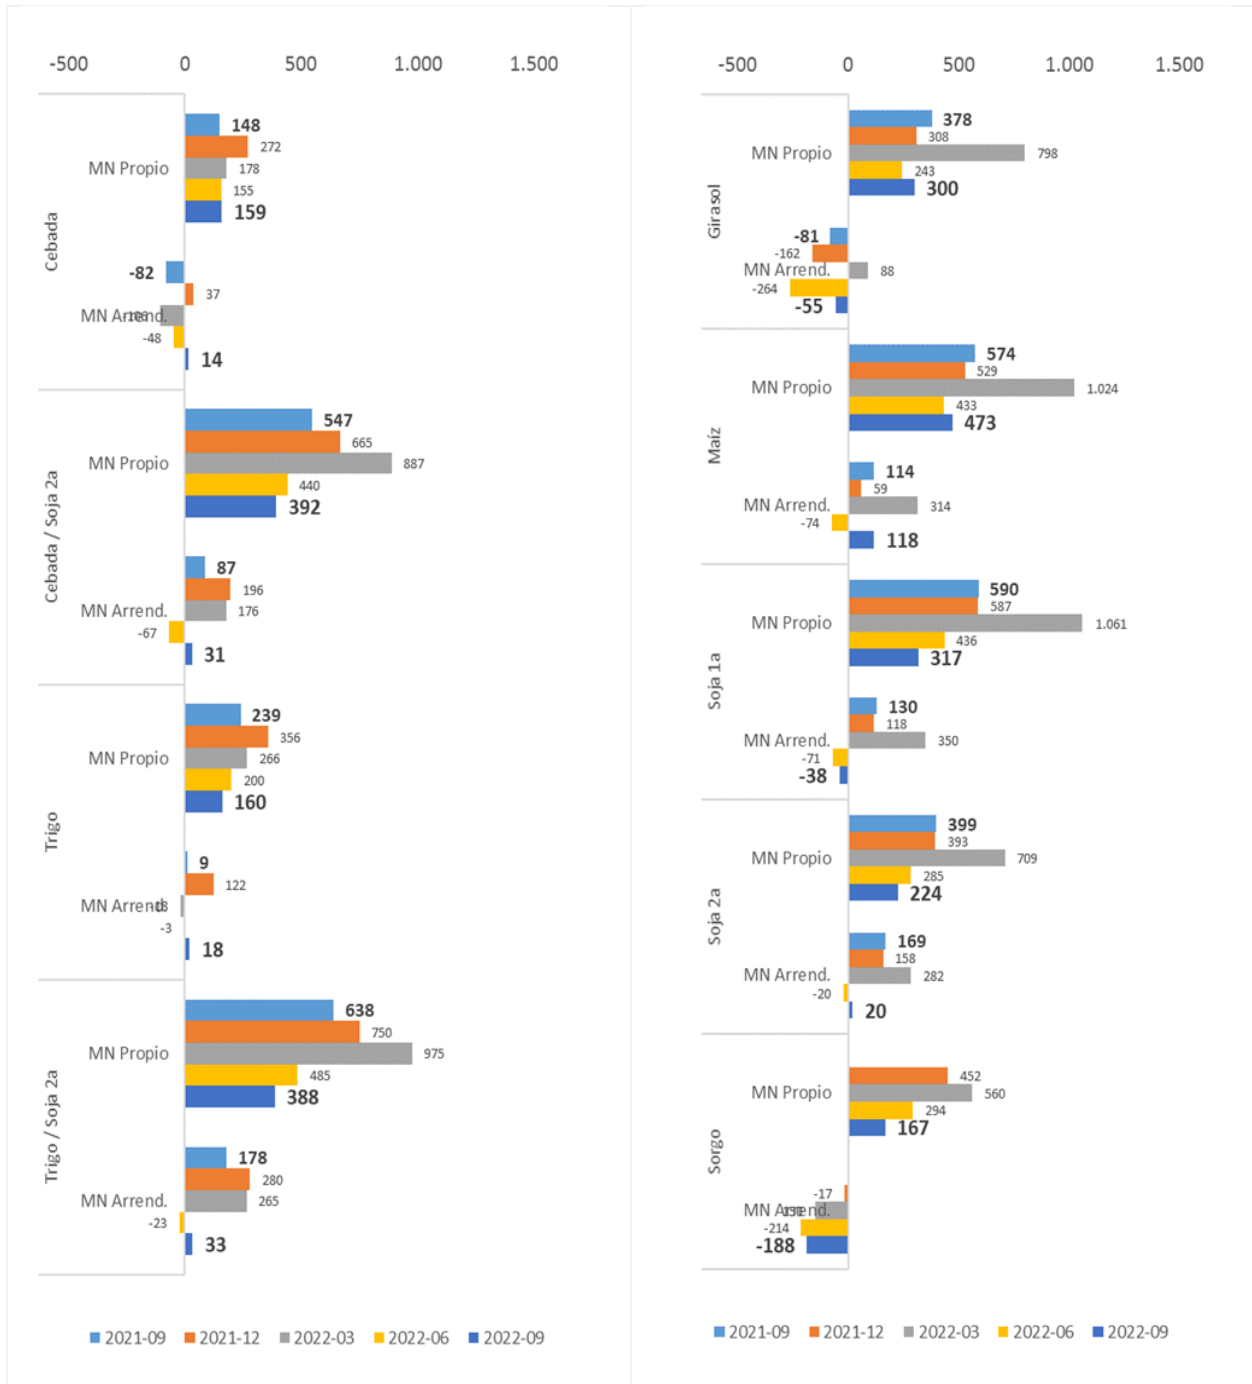 -500 0 500 1.000 1.500
Cebada
MN Propio
148
272
178
155
159
MN Arrend.
-82
37
-48
14
Cebada / Soja 2a
MN Propio
547
665
887
440
392
MN Arrend.
87
196
176
-67
31
Trigo
MN Propio
239
356
266
200
160
MN Arrend.
9
122
-3
18
Trigo / Soja 2a
MN Propio
638
750
975
485
388
MN Arrend.
178
280
265
-23
33
2021-09 2021-12 2022-03 2022-06 2022-09
-500 0 500 1.000 1.500
Girasol
MN Propio
378
308
798
243
300
MN Arrend.
-81
-162
88
-264
-55
Maíz
MN Propio
574
529
1.024
433
473
MN Arrend.
114
59
314
-74
118
Soja 1a
MN Propio
590
587
1.061
436
317
MN Arrend.
130
118
350
-71
-38
Soja 2a
MN Propio
399
393
709
285
224
MN Arrend.
169
158
282
-20
20
Sorgo
MN Propio
452
560
294
167
MN Arrend.
-17
-214
-188
2021-09 2021-12 2022-03 2022-06 2022-09